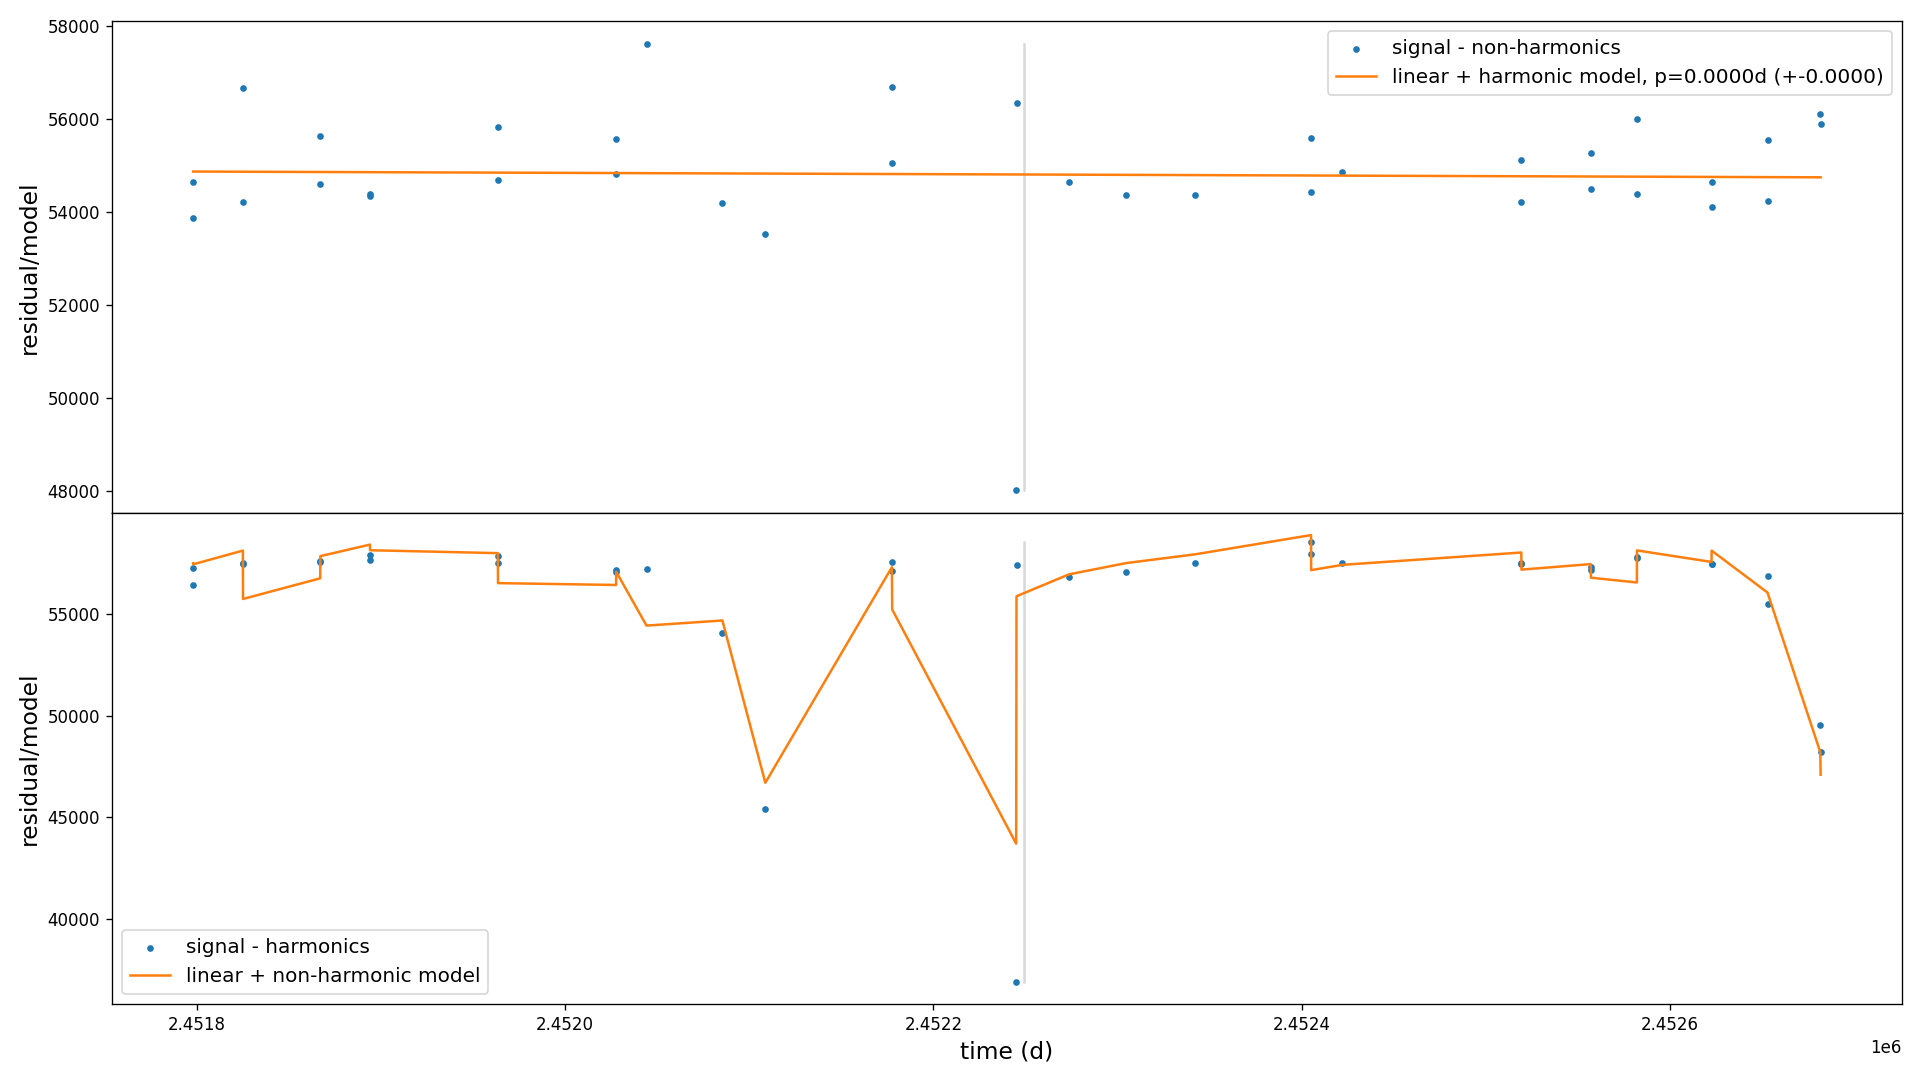 58000
56000
54000
52000
50000
48000
residual/model
signal - non-harmonics
linear + harmonic model, p=0.0000d (+-0.0000)
55000
50000
45000
40000
residual/model
signal - harmonics
linear + non-harmonic model
2.4518
2.4520
2.4522
2.4524
2.4526
1e6
time (d)